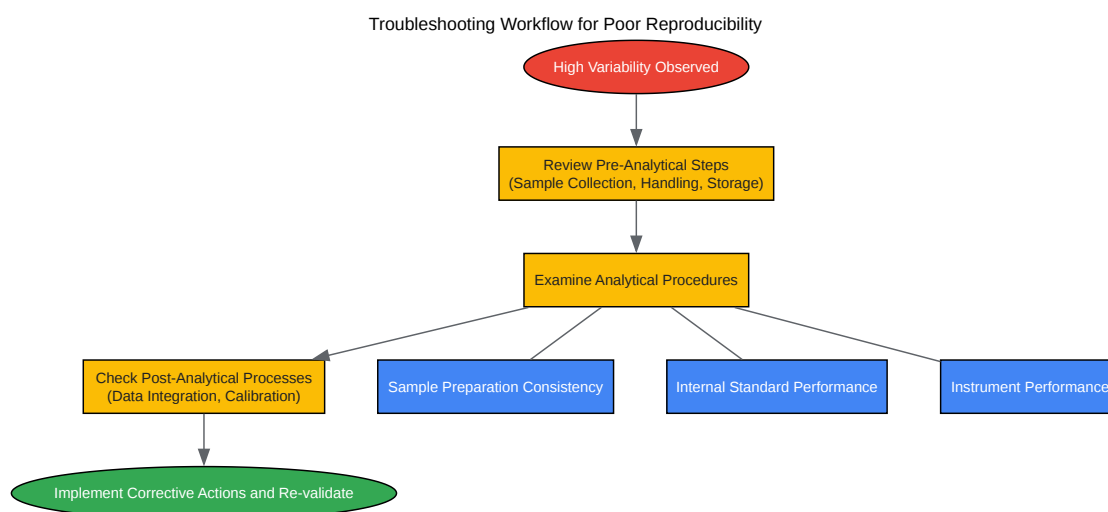 Troubleshooting Workflow for Poor Reproducibility
High Variability Observed
Review Pre-Analytical Steps
(Sample Collection, Handling, Storage)
Examine Analytical Procedures
Check Post-Analytical Processes
(Data Integration, Calibration)
Sample Preparation Consistency
Internal Standard Performance
Instrument Performance
Implement Corrective Actions and Re-validate